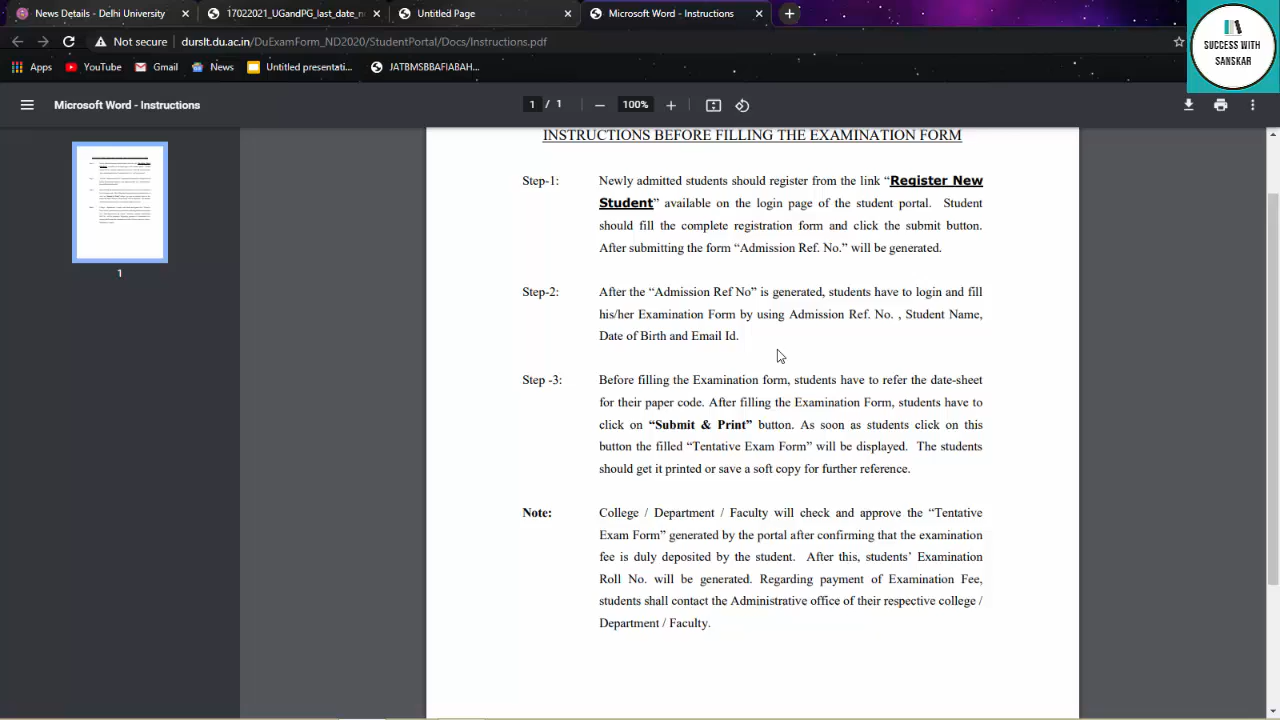 News Details - Delhi University
17022021_UGandPG_last_date_n
Untitled Page
Microsoft Word - Instructions
Not secure
durslt.du.ac.in/DuExamForm_ND2020/StudentPortal/Docs/Instructions.pdf
SUCCESS WITH
SANSKAR
Apps
YouTube
Gmail
News
Untitled presentati...
JATBMSBBAFIABAH...
Microsoft Word - Instructions
1 / 1
100%
INSTRUCTIONS BEFORE FILLING THE EXAMINATION FORM
Step-1: Newly admitted students should register from the link “Register New
Student” available on the login page of the student portal. Student
should fill the complete registration form and click the submit button.
After submitting the form “Admission Ref. No.” will be generated.
Step-2: After the “Admission Ref No” is generated, students have to login and fill
his/her Examination Form by using Admission Ref. No. , Student Name,
Date of Birth and Email Id.
Step -3: Before filling the Examination form, students have to refer the date-sheet
for their paper code. After filling the Examination Form, students have to
click on “Submit & Print” button. As soon as students click on this
button the filled “Tentative Exam Form” will be displayed. The students
should get it printed or save a soft copy for further reference.
Note: College / Department / Faculty will check and approve the “Tentative
Exam Form” generated by the portal after confirming that the examination
fee is duly deposited by the student. After this, students’ Examination
Roll No. will be generated. Regarding payment of Examination Fee,
students shall contact the Administrative office of their respective college /
Department / Faculty.
1